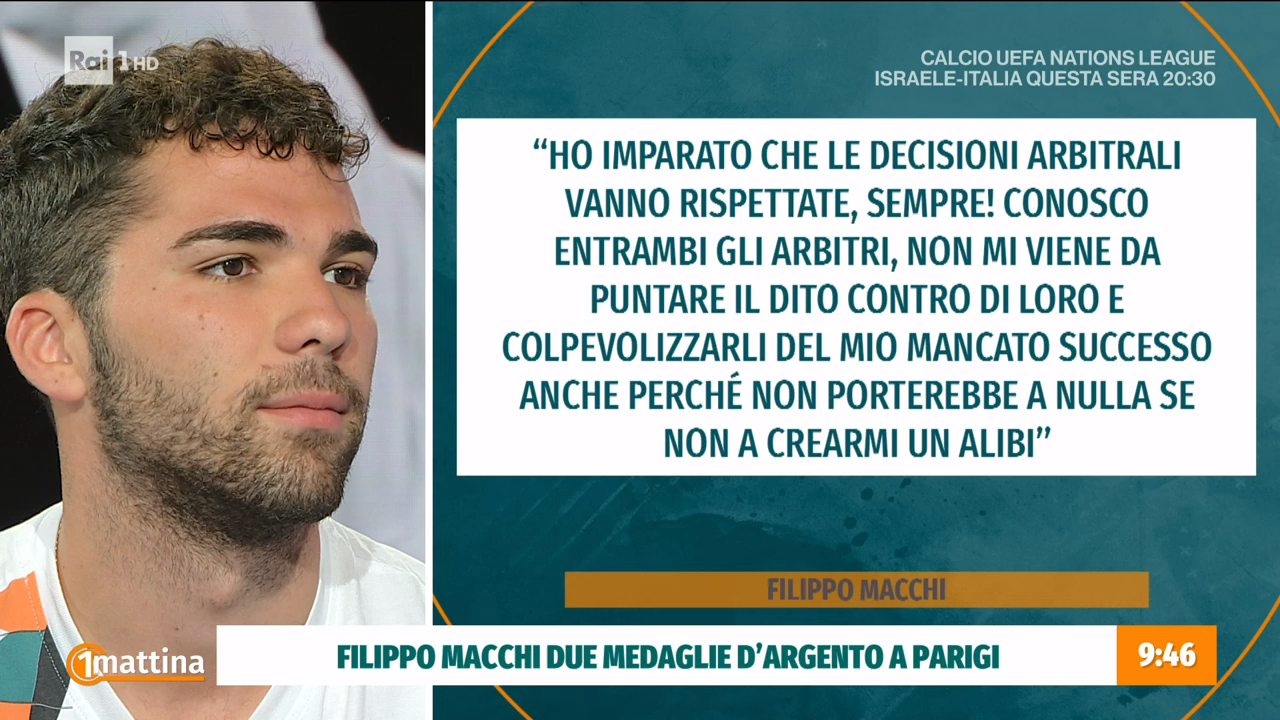 Rai 1 HD
CALCIO UEFA NATIONS LEAGUE
ISRAELE-ITALIA QUESTA SERA 20:30
“HO IMPARATO CHE LE DECISIONI ARBITRALI
VANNO RISPETTATE, SEMPRE! CONOSCO
ENTRAMBI GLI ARBITRI, NON MI VIENE DA
PUNTARE IL DITO CONTRO DI LORO E
COLPEVOLIZZARLI DEL MIO MANCATO SUCCESSO
ANCHE PERCHÉ NON PORTEREBBE A NULLA SE
NON A CREARMI UN ALIBI”
FILIPPO MACCHI
1mattina
FILIPPO MACCHI DUE MEDAGLIE D’ARGENTO A PARIGI
9:46